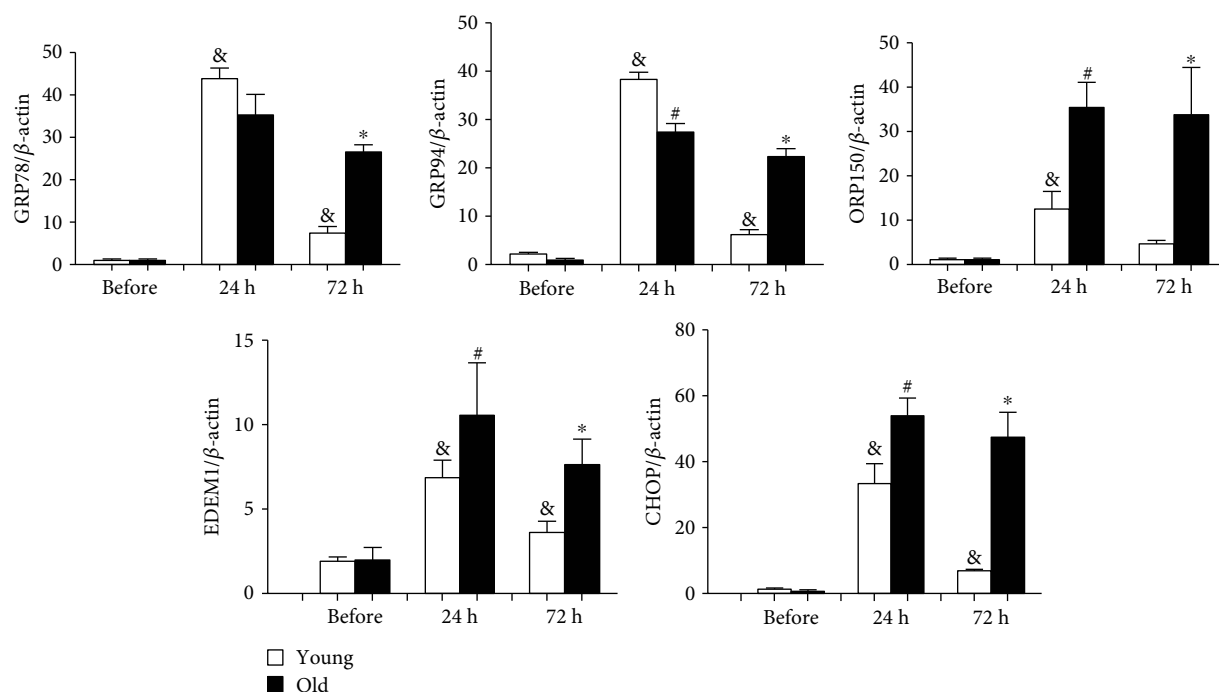 GRP78/β-actin
50
40
30
20
10
0
&
&
*
Before
24 h
72 h
GRP94/β-actin
50
40
30
20
10
0
&
#
&
*
Before
24 h
72 h
ORP150/β-actin
50
40
30
20
10
0
&
#
*
Before
24 h
72 h
EDEM1/β-actin
15
10
5
0
&
#
&
*
Before
24 h
72 h
CHOP/β-actin
80
60
40
20
0
&
#
&
*
Before
24 h
72 h
Young
Old